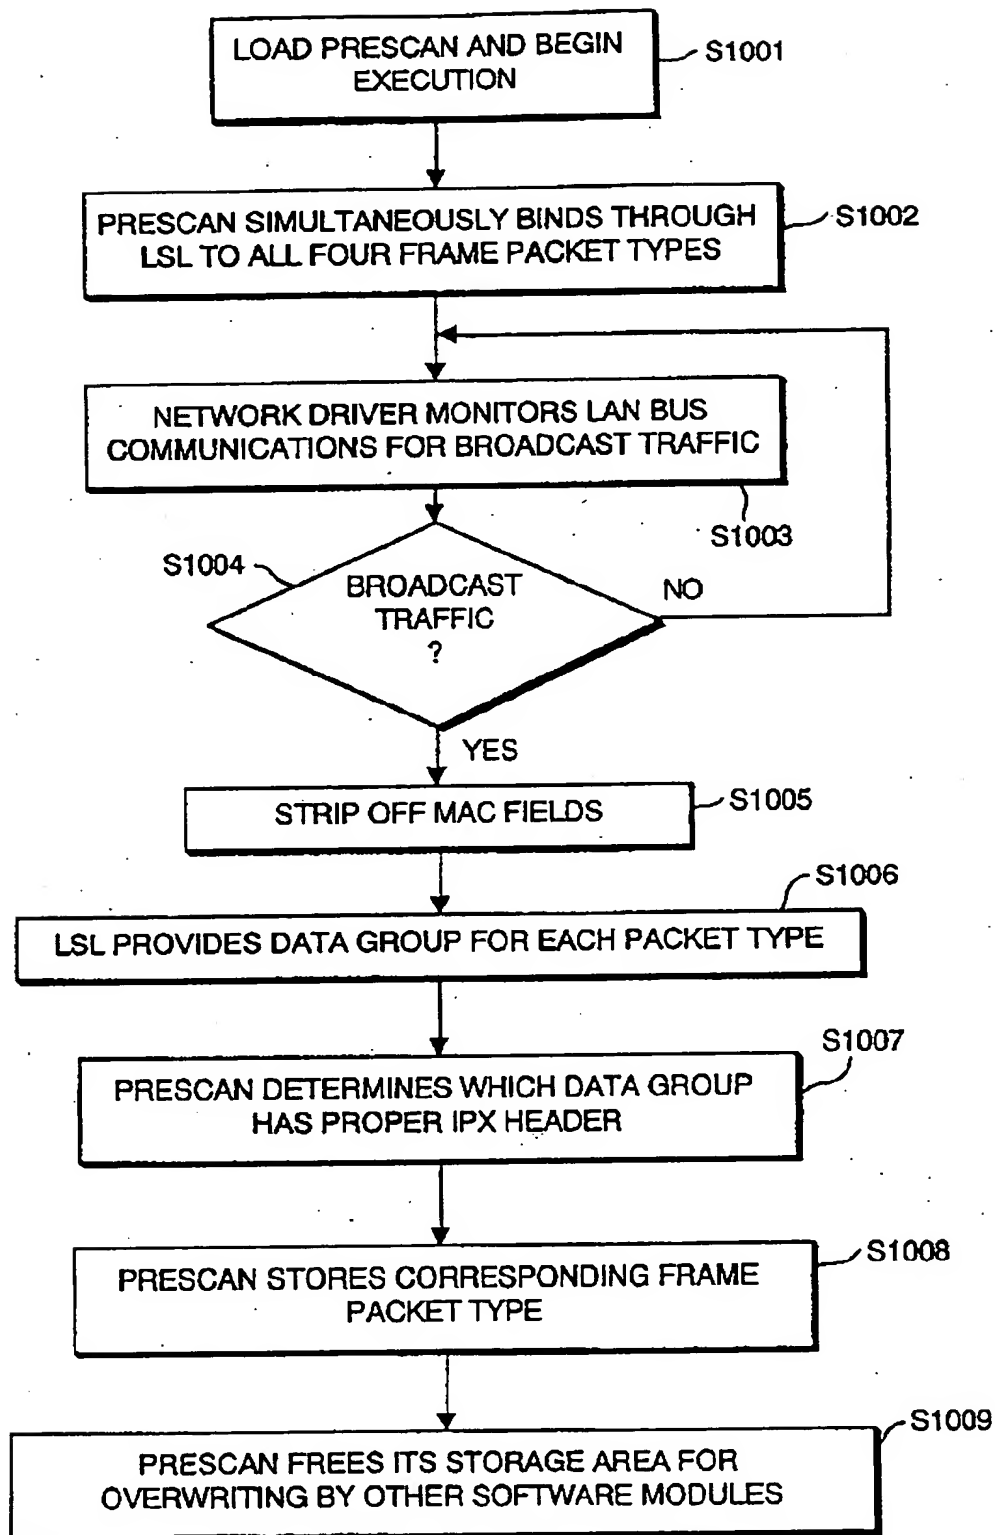 LOAD PRESCAN AND BEGIN
EXECUTION
S1001
PRESCAN SIMULTANEOUSLY BINDS THROUGH
LSL TO ALL FOUR FRAME PACKET TYPES
S1002
NETWORK DRIVER MONITORS LAN BUS
COMMUNICATIONS FOR BROADCAST TRAFFIC
S1003
S1004
BROADCAST
TRAFFIC
?
NO
YES
STRIP OFF MAC FIELDS
S1005
S1006
LSL PROVIDES DATA GROUP FOR EACH PACKET TYPE
S1007
PRESCAN DETERMINES WHICH DATA GROUP
HAS PROPER IPX HEADER
S1008
PRESCAN STORES CORRESPONDING FRAME
PACKET TYPE
S1009
PRESCAN FREES ITS STORAGE AREA FOR
OVERWRITING BY OTHER SOFTWARE MODULES